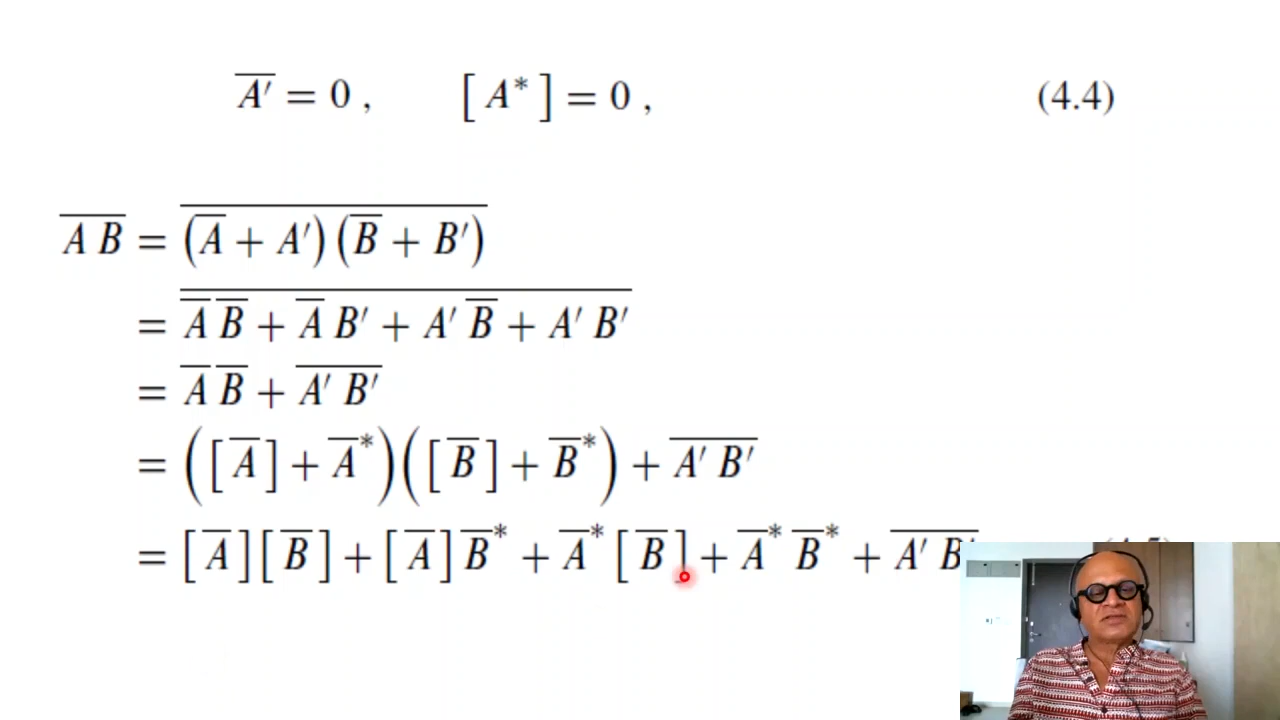 A̅′ = 0 , [ A* ] = 0 , (4.4)
\overline{A B} = \overline{(\overline{A} + A′)(\overline{B} + B′)}
= \overline{\overline{A} \overline{B} + \overline{A} B′ + A′ \overline{B} + A′ B′}
= \overline{A} \overline{B} + \overline{A′ B′}
= ([ \overline{A} ] + \overline{A}*)([ \overline{B} ] + \overline{B}*) + \overline{A′ B′}
= [ \overline{A} ][ \overline{B} ] + [ \overline{A} ] \overline{B}* + \overline{A}* [ \overline{B} ] + \overline{A}* \overline{B}* + \overline{A′ B′}